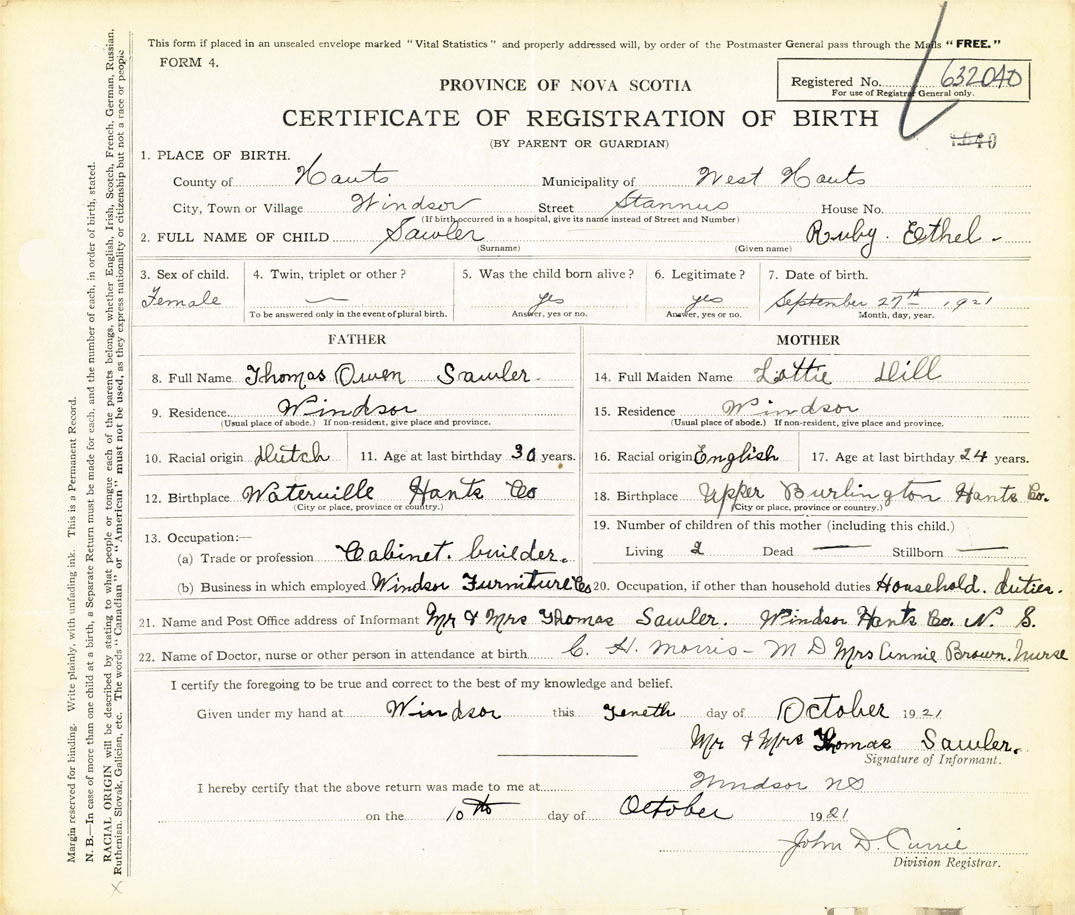 This form if placed in an unsealed envelope marked "Vital Statistics" and properly addressed will, by order of the Postmaster General pass through the Mails "FREE."
FORM 4.
Registered No. 632040
For use of Registrar General only.
PROVINCE OF NOVA SCOTIA
CERTIFICATE OF REGISTRATION OF BIRTH
(BY PARENT OR GUARDIAN)
1. PLACE OF BIRTH.
County of Hants Municipality of West Hants
City, Town or Village Windsor Street Stannus House No.
(If birth occurred in a hospital, give its name instead of Street and Number)
2. FULL NAME OF CHILD Sawler Ruby. Ethel -
(Surname) (Given name)
3. Sex of child. 4. Twin, triplet or other? 5. Was the child born alive? 6. Legitimate? 7. Date of birth.
Female — yes yes September 27th 1921
To be answered only in the event of plural birth. Answer, yes or no. Answer, yes or no. Month, day, year.
FATHER MOTHER
8. Full Name Thomas Owen Sawler. 14. Full Maiden Name Lottie Dill
9. Residence. Windsor 15. Residence Windsor
(Usual place of abode.) If non-resident, give place and province. (Usual place of abode.) If non-resident, give place and province.
10. Racial origin Dutch 11. Age at last birthday 30 years. 16. Racial origin English 17. Age at last birthday 24 years.
12. Birthplace Waterville Hants Co 18. Birthplace Upper Burlington Hants Co.
(City or place, province or country.) (City or place, province or country.)
19. Number of children of this mother (including this child.)
13. Occupation:—
(a) Trade or profession Cabinet. builder. Living 2 Dead — Stillborn —
(b) Business in which employed Windsor Furniture Co 20. Occupation, if other than household duties Household. duties.
21. Name and Post Office address of Informant Mr & Mrs Thomas Sawler. Windsor Hants Co. N. S.
22. Name of Doctor, nurse or other person in attendance at birth C. H. Morris - M D Mrs Annie Brown. Nurse
I certify the foregoing to be true and correct to the best of my knowledge and belief.
Given under my hand at Windsor this Teneth day of October 1921
Mr & Mrs Thomas Sawler.
Signature of Informant.
I hereby certify that the above return was made to me at Windsor NS
on the 10th day of October 1921
John D. Currie
Division Registrar.
Margin reserved for binding. Write plainly, with unfading ink. This is a Permanent Record.
N. B.—In case of more than one child at a birth, a Separate Return must be made for each, and the number of each, in order of birth, stated.
RACIAL ORIGIN will be described by stating to what people or tongue each of the parents belongs, whether English, Irish, Scotch, French, German, Russian,
Ruthenian, Slovak, Galician, etc. The words "Canadian" or "American" must not be used, as they express nationality or citizenship but not a race or people
X